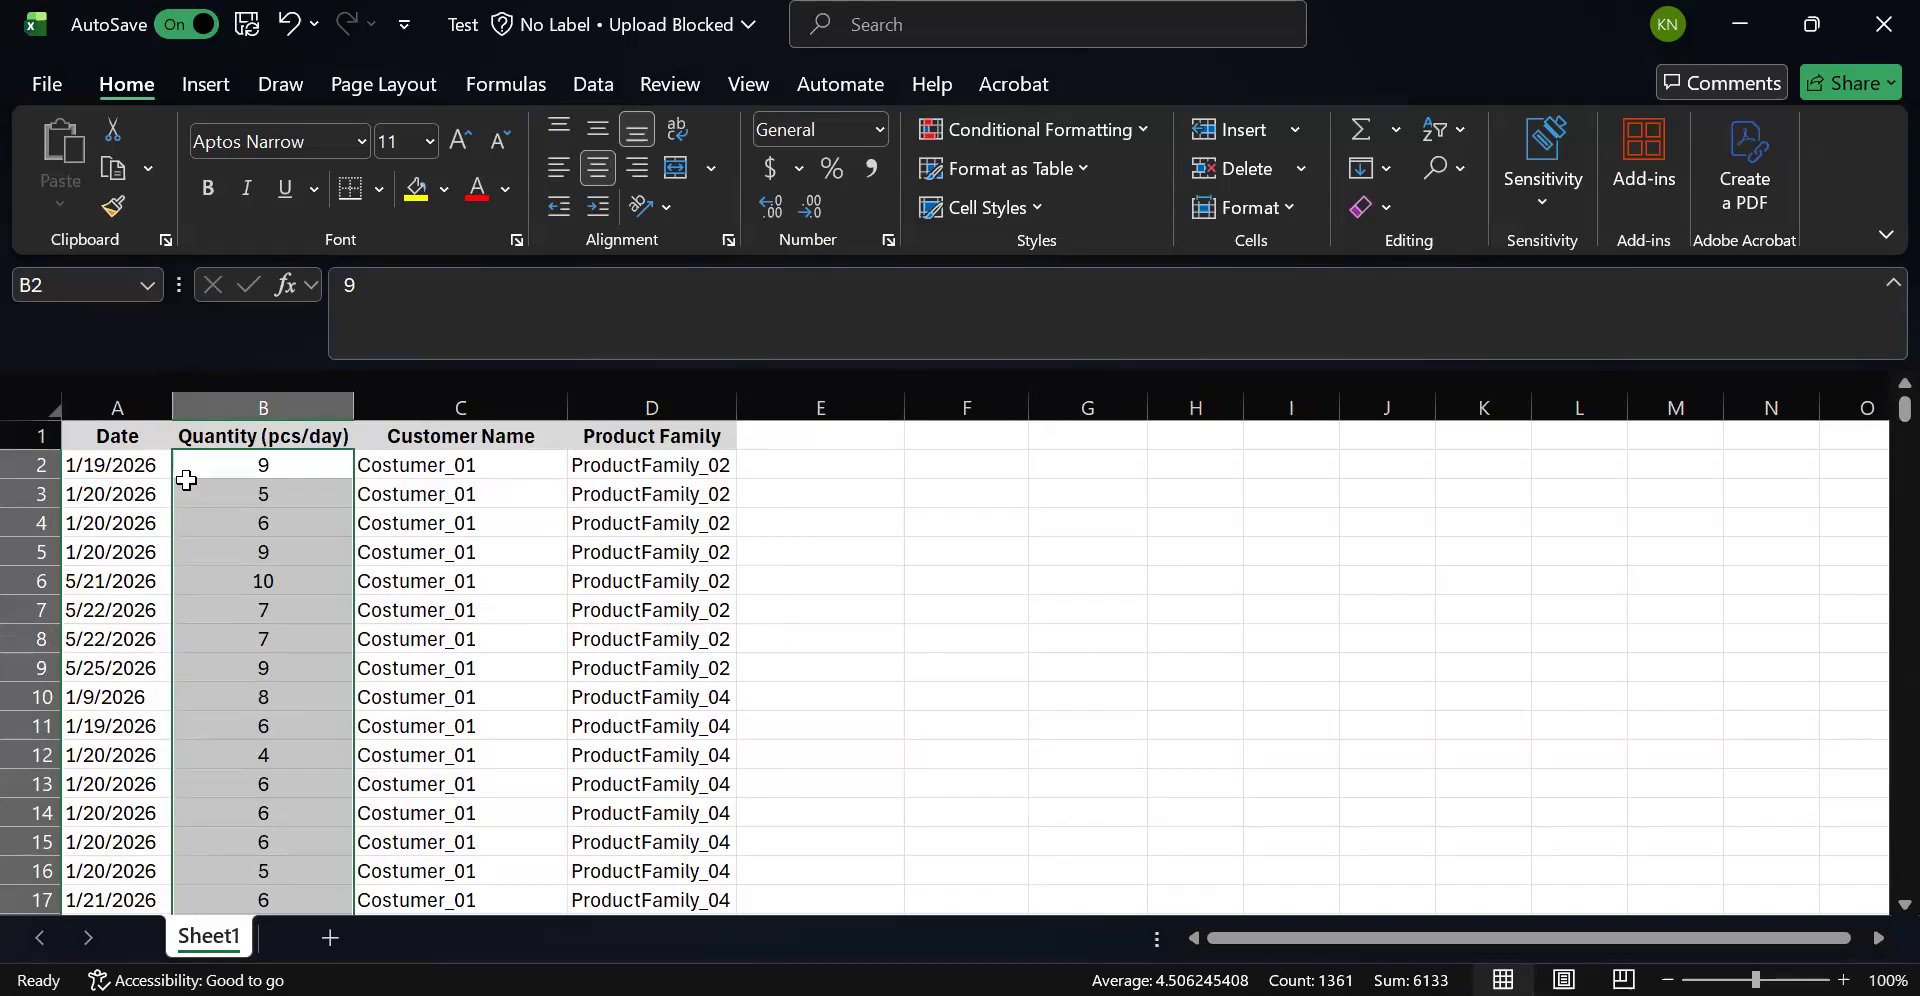 AutoSave On Test No Label • Upload Blocked Search KN
File Home Insert Draw Page Layout Formulas Data Review View Automate Help Acrobat Comments Share
Paste
Clipboard
Aptos Narrow 11
B I U A
Font
ab
Alignment
General
$ % 9
Number
Conditional Formatting
Format as Table
Cell Styles
Styles
Insert
Delete
Format
Cells
Editing
Sensitivity
Sensitivity
Add-ins
Add-ins
Create
a PDF
Adobe Acrobat
B2 fx 9
A B C D E F G H I J K L M N O
1 Date Quantity (pcs/day) Customer Name Product Family
2 1/19/2026 9 Costumer_01 ProductFamily_02
3 1/20/2026 5 Costumer_01 ProductFamily_02
4 1/20/2026 6 Costumer_01 ProductFamily_02
5 1/20/2026 9 Costumer_01 ProductFamily_02
6 5/21/2026 10 Costumer_01 ProductFamily_02
7 5/22/2026 7 Costumer_01 ProductFamily_02
8 5/22/2026 7 Costumer_01 ProductFamily_02
9 5/25/2026 9 Costumer_01 ProductFamily_02
10 1/9/2026 8 Costumer_01 ProductFamily_04
11 1/19/2026 6 Costumer_01 ProductFamily_04
12 1/20/2026 4 Costumer_01 ProductFamily_04
13 1/20/2026 6 Costumer_01 ProductFamily_04
14 1/20/2026 6 Costumer_01 ProductFamily_04
15 1/20/2026 6 Costumer_01 ProductFamily_04
16 1/20/2026 5 Costumer_01 ProductFamily_04
17 1/21/2026 6 Costumer_01 ProductFamily_04
Sheet1
Ready Accessibility: Good to go Average: 4.506245408 Count: 1361 Sum: 6133 100%